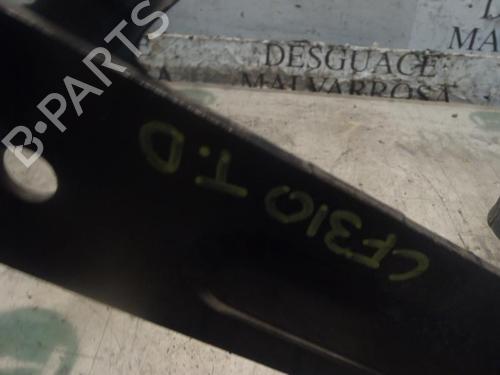 B-PARTS
DESGUACE
MALVARROSA
CF310 T.D